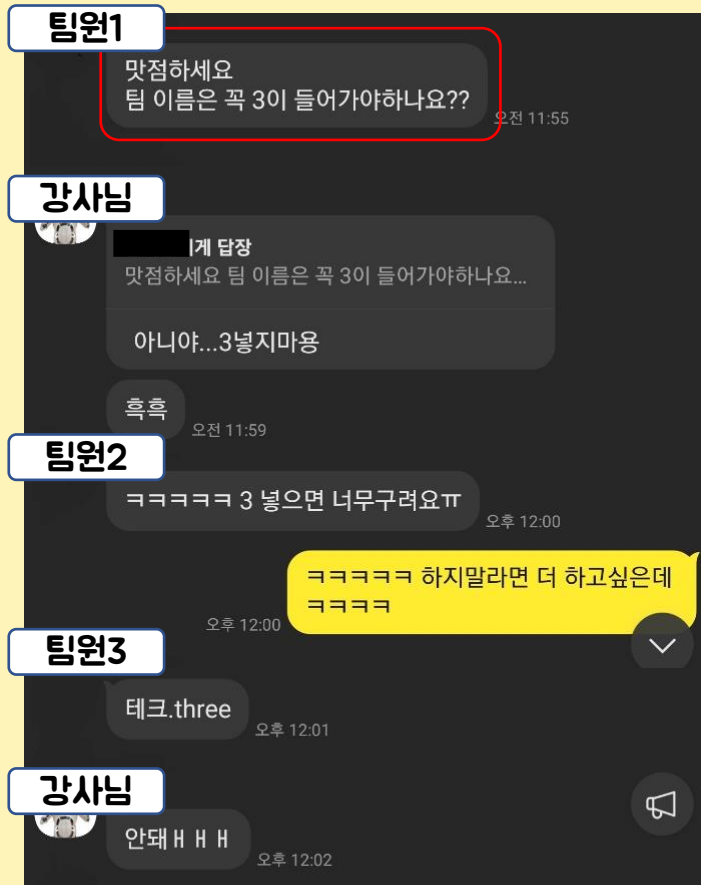 팀원1
맛점하세요
팀 이름은 꼭 3이 들어가야하나요??
오전 11:55
강사님
에게 답장
맛점하세요 팀 이름은 꼭 3이 들어가야하나요...
아니야...3넣지마용
흑흑
오전 11:59
팀원2
ㅋㅋㅋㅋㅋ 3 넣으면 너무구려요ㅠ
오후 12:00
ㅋㅋㅋㅋㅋ 하지말라면 더 하고싶은데
ㅋㅋㅋㅋ
오후 12:00
팀원3
테크.three
오후 12:01
강사님
안돼ㅐㅐㅐ
오후 12:02